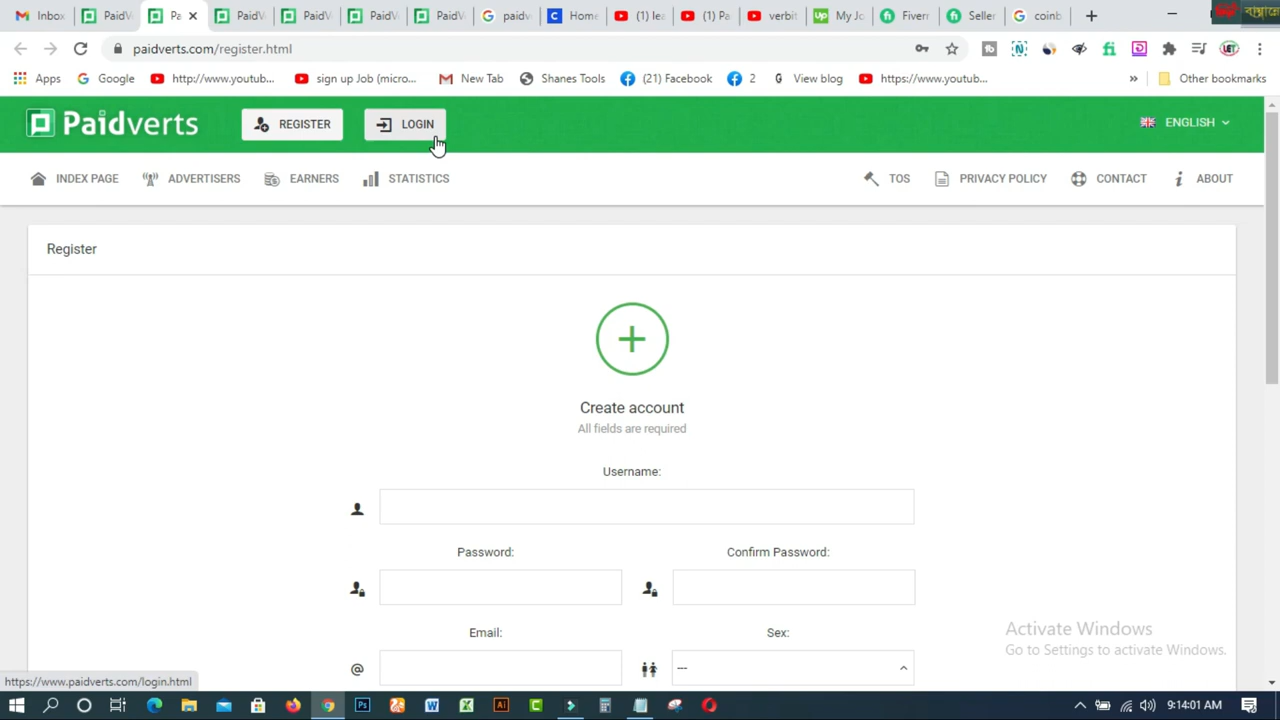 Inbox
PaidV
Pa
PaidV
PaidV
PaidV
PaidV
paidv
Home
(1) lea
(1) Pa
verbit
My Jo
Fiverr
Seller
coinb
paidverts.com/register.html
Apps
Google
http://www.youtub...
sign up Job (micro...
New Tab
Shanes Tools
(21) Facebook
2
View blog
https://www.youtub...
»
Other bookmarks
Paidverts
REGISTER
LOGIN
ENGLISH
INDEX PAGE
ADVERTISERS
EARNERS
STATISTICS
TOS
PRIVACY POLICY
CONTACT
ABOUT
Register
Create account
All fields are required
Username:
Password:
Confirm Password:
Email:
Sex:
@
---
Activate Windows
Go to Settings to activate Windows.
https://www.paidverts.com/login.html
9:14:01 AM